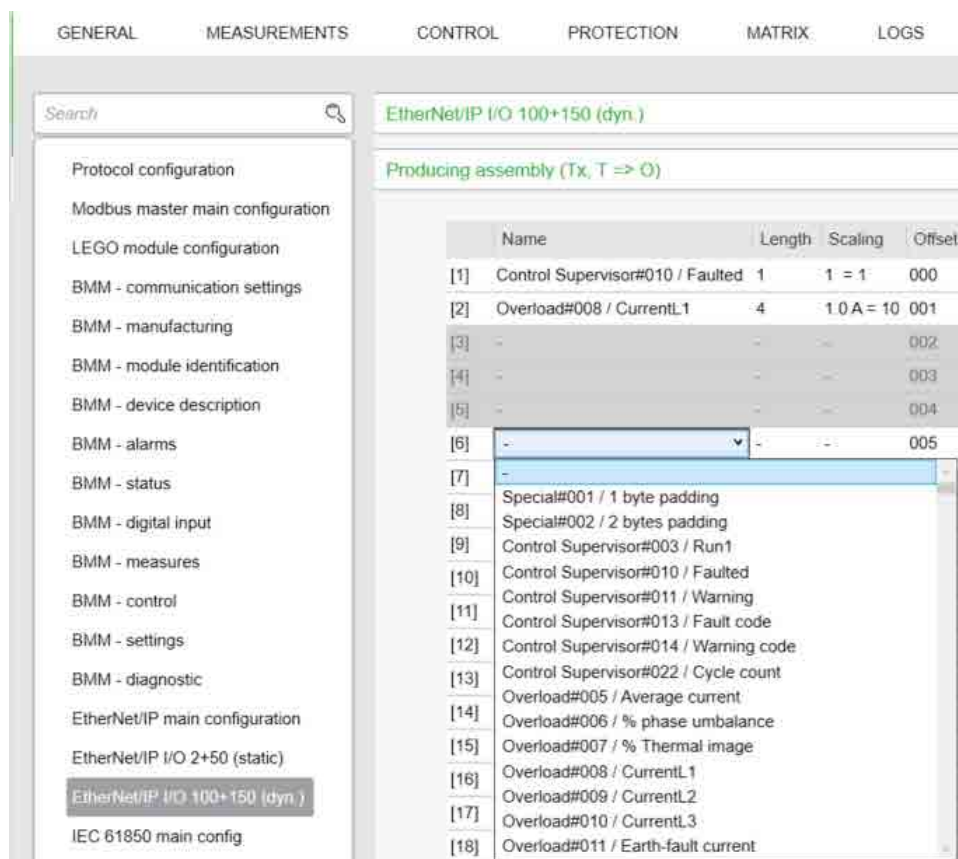 GENERAL MEASUREMENTS CONTROL PROTECTION MATRIX LOGS
Search
Protocol configuration
Modbus master main configuration
LEGO module configuration
BMM - communication settings
BMM - manufacturing
BMM - module identification
BMM - device description
BMM - alarms
BMM - status
BMM - digital input
BMM - measures
BMM - control
BMM - settings
BMM - diagnostic
EtherNet/IP main configuration
EtherNet/IP I/O 2+50 (static)
EtherNet/IP I/O 100+150 (dyn.)
IEC 61850 main config
EtherNet/IP I/O 100+150 (dyn.)
Producing assembly (Tx, T => O)
Name Length Scaling Offset
[1] Control Supervisor#010 / Faulted 1 1 = 1 000
[2] Overload#008 / CurrentL1 4 1.0 A = 10 001
[3] - - - 002
[4] - - - 003
[5] - - - 004
[6] - - - 005
[7] -
Special#001 / 1 byte padding
[8] Special#002 / 2 bytes padding
[9] Control Supervisor#003 / Run1
[10] Control Supervisor#010 / Faulted
Control Supervisor#011 / Warning
[11] Control Supervisor#013 / Fault code
[12] Control Supervisor#014 / Warning code
[13] Control Supervisor#022 / Cycle count
Overload#005 / Average current
[14] Overload#006 / % phase umbalance
[15] Overload#007 / % Thermal image
[16] Overload#008 / CurrentL1
Overload#009 / CurrentL2
[17] Overload#010 / CurrentL3
[18] Overload#011 / Earth-fault current